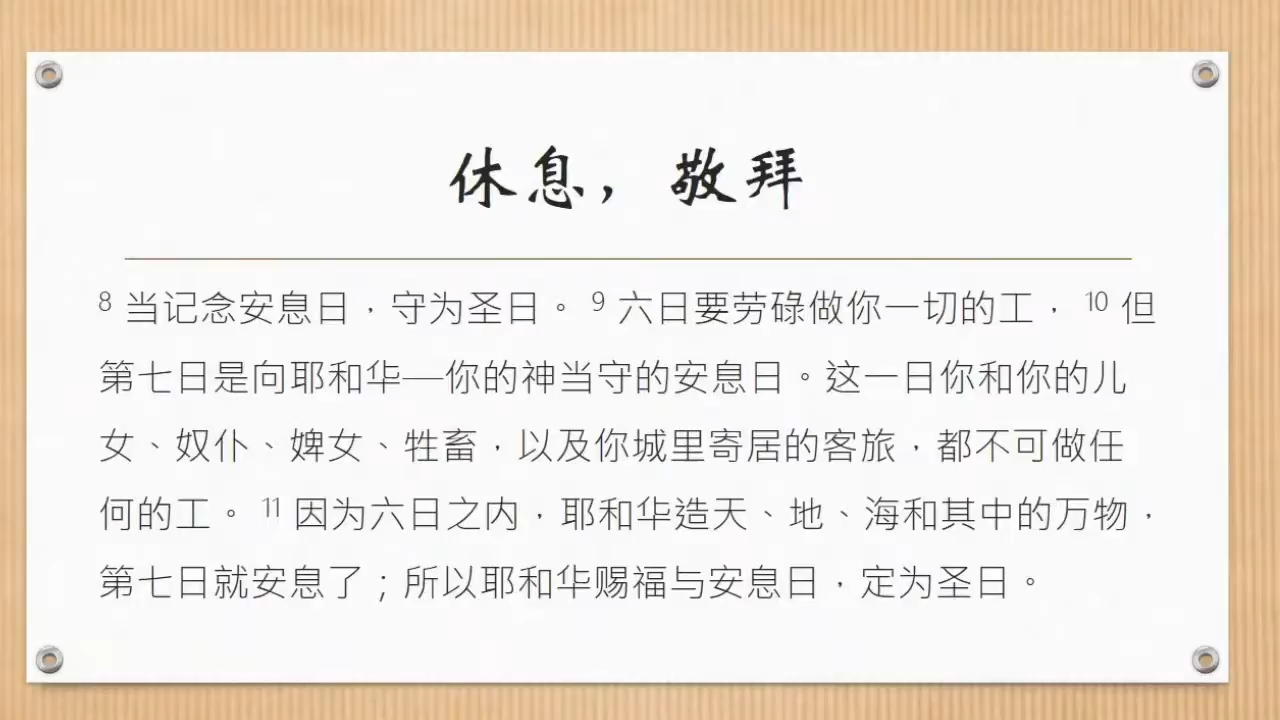 休息，敬拜
8 当记念安息日，守为圣日。9 六日要劳碌做你一切的工，10 但
第七日是向耶和华—你的神当守的安息日。这一日你和你的儿
女、奴仆、婢女、牲畜，以及你城里寄居的客旅，都不可做任
何的工。11 因为六日之内，耶和华造天、地、海和其中的万物，
第七日就安息了；所以耶和华赐福与安息日，定为圣日。